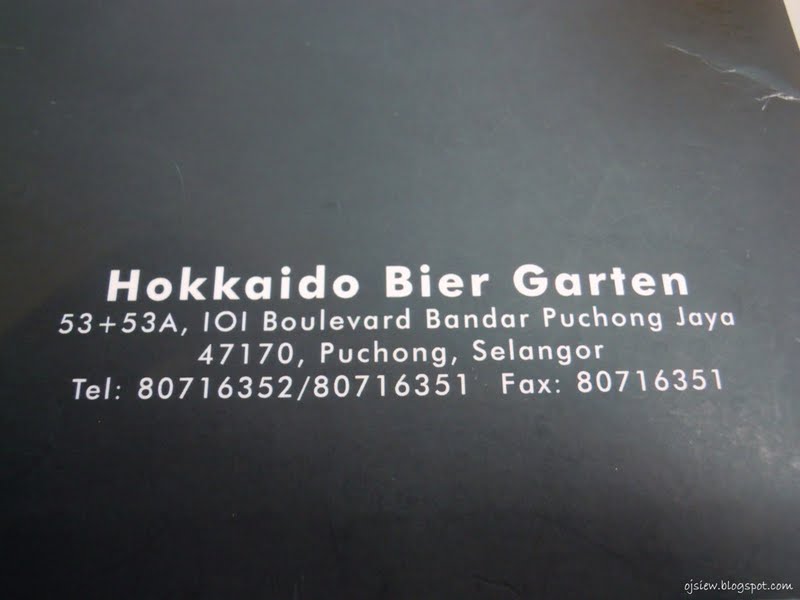 Hokkaido Bier Garten
53+53A, IOI Boulevard Bandar Puchong Jaya
47170, Puchong, Selangor
Tel: 80716352/80716351 Fax: 80716351
ojsiew.blogspot.com